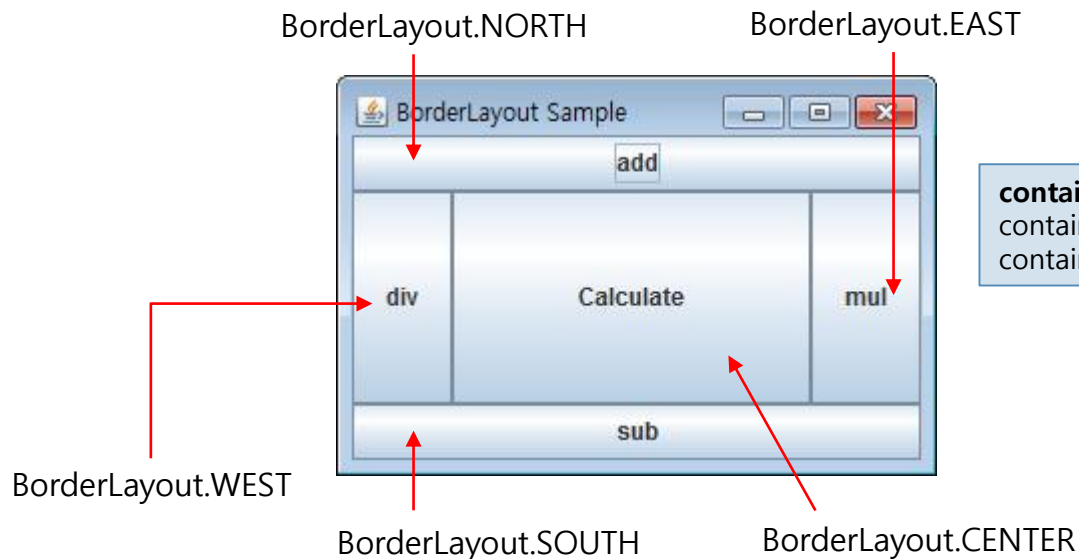 BorderLayout.NORTH
BorderLayout.EAST
BorderLayout Sample
add
div
Calculate
mul
sub
BorderLayout.WEST
BorderLayout.SOUTH
BorderLayout.CENTER